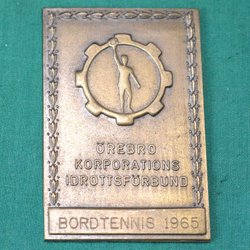 ÖREBRO
KORPORATIONS
IDROTTSFÖRBUND
BORDTENNIS 1965